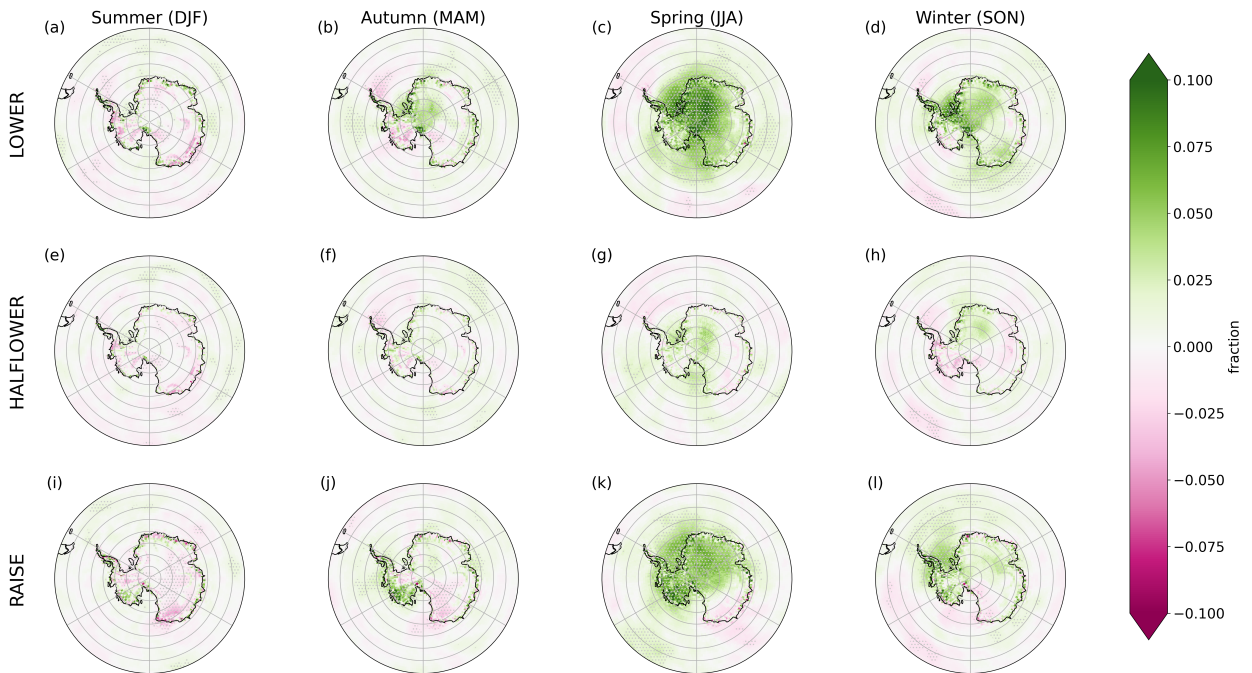 Summer (DJF)
Autumn (MAM)
Spring (JJA)
Winter (SON)
(a)
(b)
(c)
(d)
LOWER
(e)
(f)
(g)
(h)
HALFLOWER
(i)
(j)
(k)
(l)
RAISE
0.100
0.075
0.050
0.025
0.000
−0.025
−0.050
−0.075
−0.100
fraction